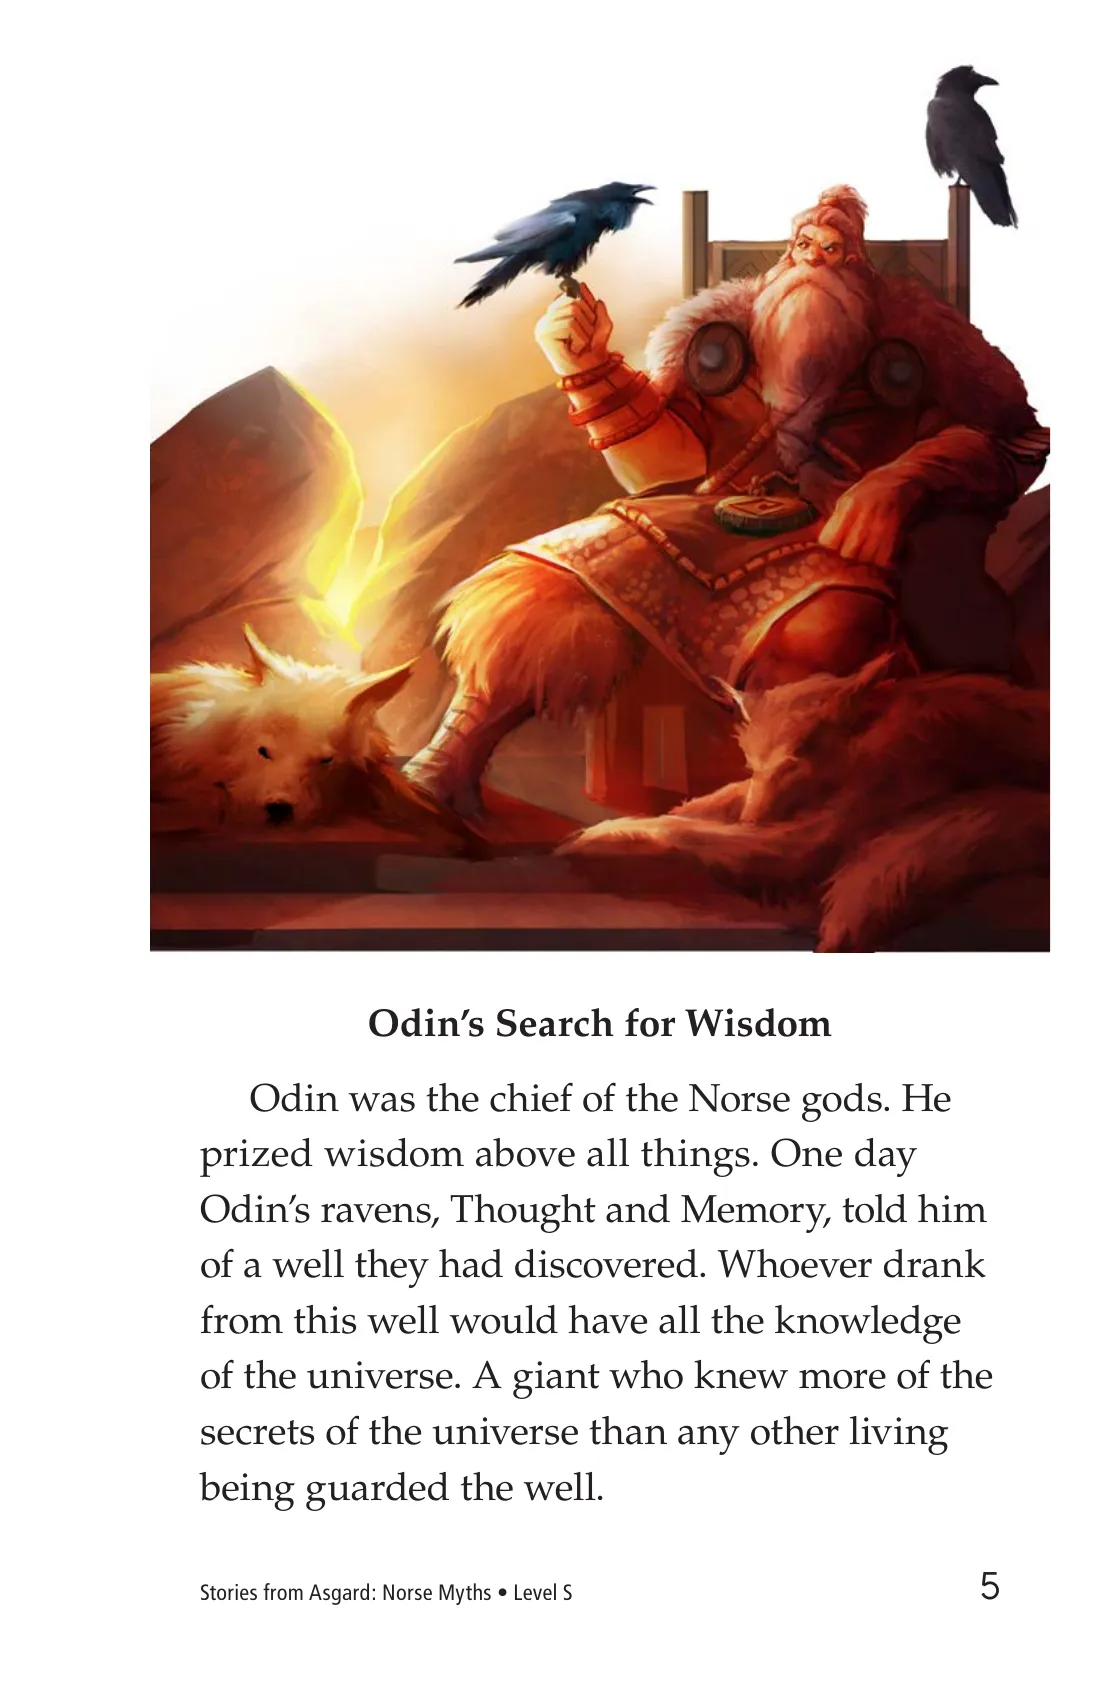 Odin’s Search for Wisdom
Odin was the chief of the Norse gods. He
prized wisdom above all things. One day
Odin’s ravens, Thought and Memory, told him
of a well they had discovered. Whoever drank
from this well would have all the knowledge
of the universe. A giant who knew more of the
secrets of the universe than any other living
being guarded the well.
Stories from Asgard: Norse Myths • Level S
5